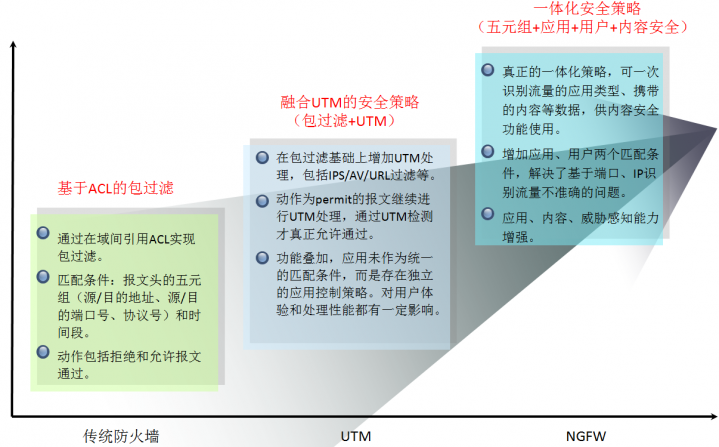 一体化安全策略
（五元组+应用+用户+内容安全）
真正的一体化策略，可一次
识别流量的应用类型、携带
的内容等数据，供内容安全
功能使用。
增加应用、用户两个匹配条
件，解决了基于端口、IP识
别流量不准确的问题。
应用、内容、威胁感知能力
增强。
融合UTM的安全策略
（包过滤+UTM）
在包过滤基础上增加UTM处
理，包括IPS/AV/URL过滤等。
动作为permit的报文继续进
行UTM处理，通过UTM检测
才真正允许通过。
功能叠加，应用未作为统一
的匹配条件，而是存在独立
的应用控制策略。对用户体
验和处理性能都有一定影响。
基于ACL的包过滤
通过在域间引用ACL实现
包过滤。
匹配条件：报文头的五元
组（源/目的地址、源/目
的端口号、协议号）和时
间段。
动作包括拒绝和允许报文
通过。
传统防火墙
UTM
NGFW